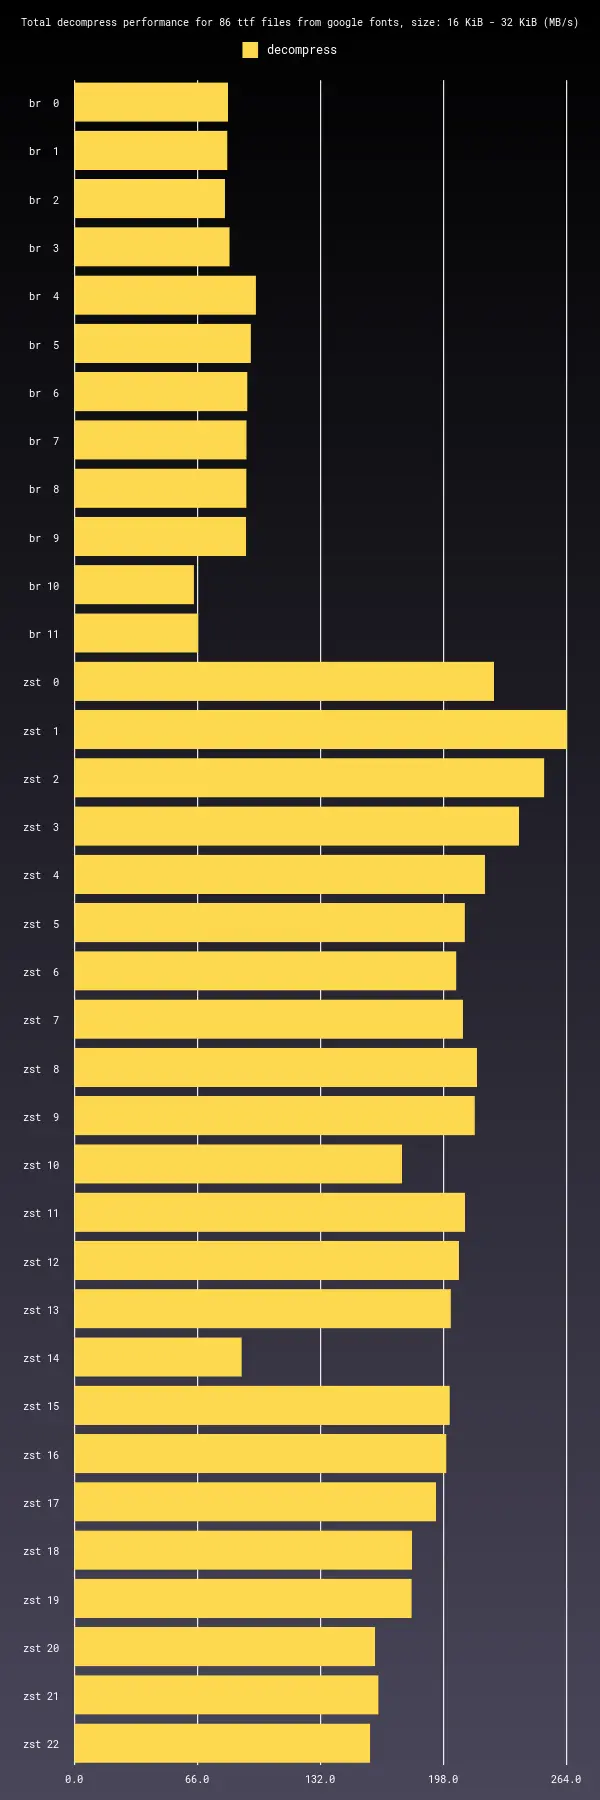 Total decompress performance for 86 ttf files from google fonts, size: 16 KiB - 32 KiB (MB/s)
decompress
br 0
br 1
br 2
br 3
br 4
br 5
br 6
br 7
br 8
br 9
br 10
br 11
zst 0
zst 1
zst 2
zst 3
zst 4
zst 5
zst 6
zst 7
zst 8
zst 9
zst 10
zst 11
zst 12
zst 13
zst 14
zst 15
zst 16
zst 17
zst 18
zst 19
zst 20
zst 21
zst 22
0.0 66.0 132.0 198.0 264.0